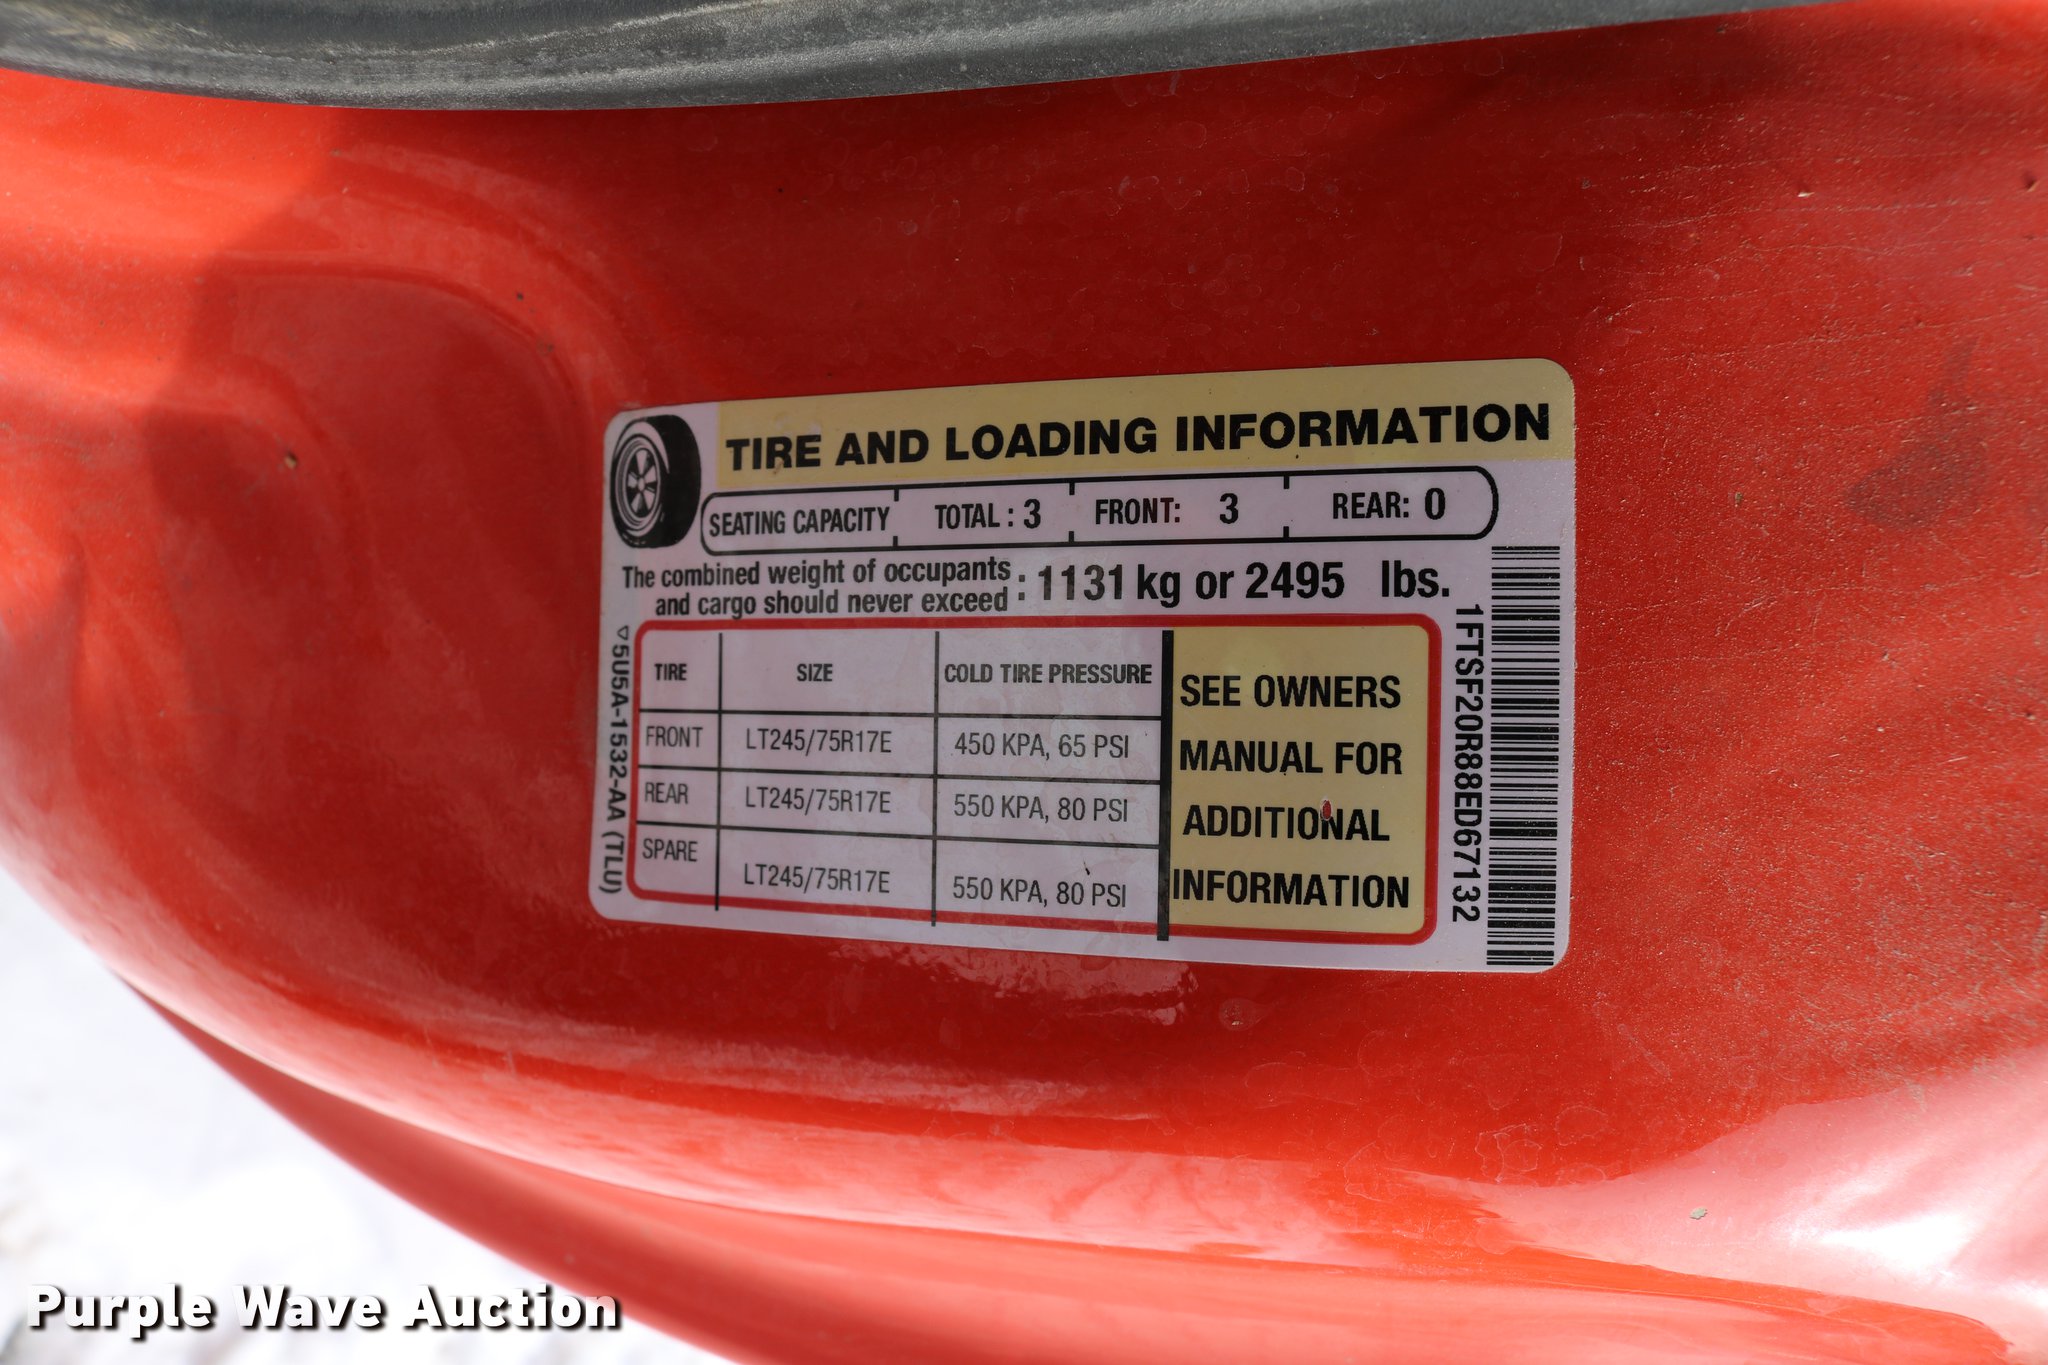 TIRE AND LOADING INFORMATION
SEATING CAPACITY TOTAL : 3 FRONT: 3 REAR: 0
The combined weight of occupants
and cargo should never exceed : 1131 kg or 2495 lbs.
TIRE SIZE COLD TIRE PRESSURE
FRONT LT245/75R17E 450 KPA, 65 PSI
REAR LT245/75R17E 550 KPA, 80 PSI
SPARE LT245/75R17E 550 KPA, 80 PSI
SEE OWNERS
MANUAL FOR
ADDITIONAL
INFORMATION
5U5A-1532-AA (TLU)
1FTSF20R88ED67132
Purple Wave Auction